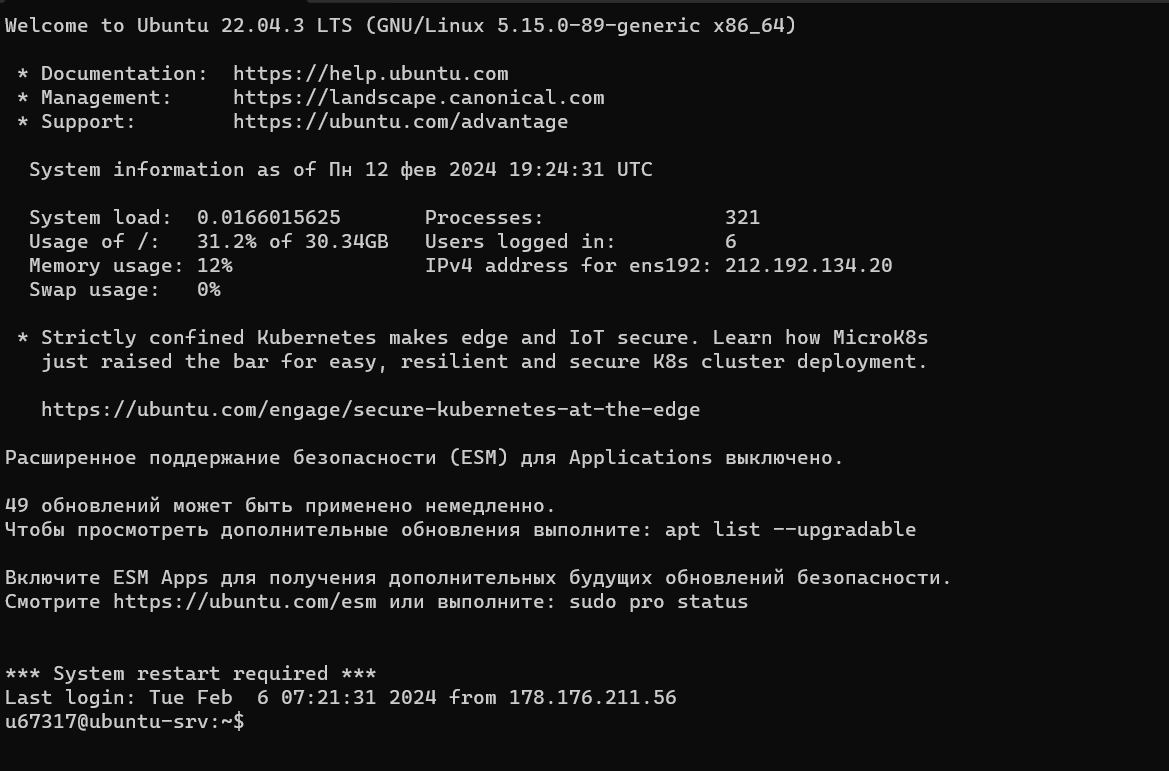 Welcome to Ubuntu 22.04.3 LTS (GNU/Linux 5.15.0-89-generic x86_64)
* Documentation:  https://help.ubuntu.com
* Management:     https://landscape.canonical.com
* Support:        https://ubuntu.com/advantage
System information as of Пн 12 фев 2024 19:24:31 UTC
System load:  0.0166015625       Processes:               321
Usage of /:   31.2% of 30.34GB   Users logged in:         6
Memory usage: 12%                IPv4 address for ens192: 212.192.134.20
Swap usage:   0%
* Strictly confined Kubernetes makes edge and IoT secure. Learn how MicroK8s
just raised the bar for easy, resilient and secure K8s cluster deployment.
https://ubuntu.com/engage/secure-kubernetes-at-the-edge
Расширенное поддержание безопасности (ESM) для Applications выключено.
49 обновлений может быть применено немедленно.
Чтобы просмотреть дополнительные обновления выполните: apt list --upgradable
Включите ESM Apps для получения дополнительных будущих обновлений безопасности.
Смотрите https://ubuntu.com/esm или выполните: sudo pro status
*** System restart required ***
Last login: Tue Feb  6 07:21:31 2024 from 178.176.211.56
u67317@ubuntu-srv:~$